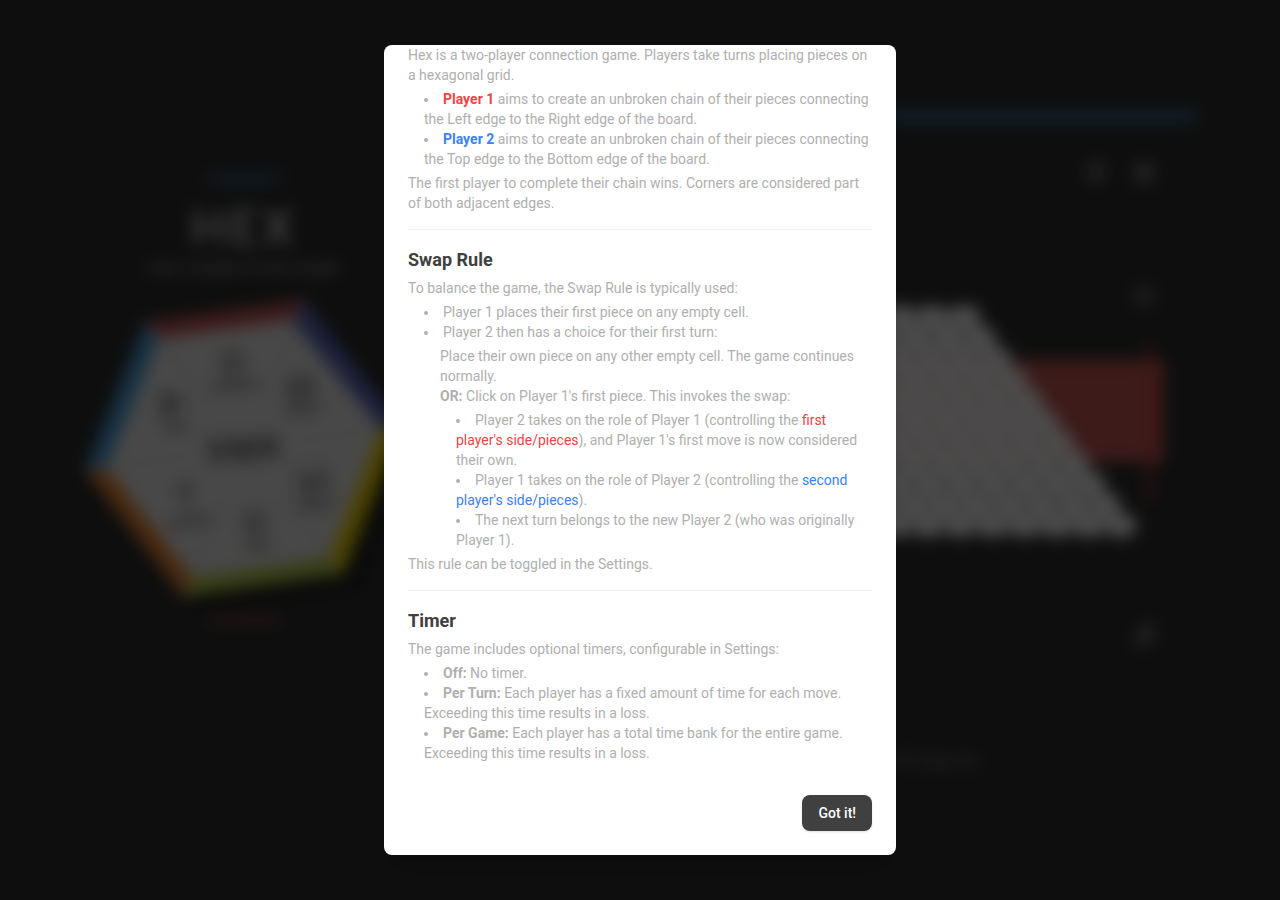 Hex is a two-player connection game. Players take turns placing pieces on
a hexagonal grid.
• Player 1 aims to create an unbroken chain of their pieces connecting
the Left edge to the Right edge of the board.
• Player 2 aims to create an unbroken chain of their pieces connecting
the Top edge to the Bottom edge of the board.
The first player to complete their chain wins. Corners are considered part
of both adjacent edges.
Swap Rule
To balance the game, the Swap Rule is typically used:
• Player 1 places their first piece on any empty cell.
• Player 2 then has a choice for their first turn:
Place their own piece on any other empty cell. The game continues
normally.
OR: Click on Player 1's first piece. This invokes the swap:
• Player 2 takes on the role of Player 1 (controlling the first
player's side/pieces), and Player 1's first move is now considered
their own.
• Player 1 takes on the role of Player 2 (controlling the second
player's side/pieces).
• The next turn belongs to the new Player 2 (who was originally
Player 1).
This rule can be toggled in the Settings.
Timer
The game includes optional timers, configurable in Settings:
• Off: No timer.
• Per Turn: Each player has a fixed amount of time for each move.
Exceeding this time results in a loss.
• Per Game: Each player has a total time bank for the entire game.
Exceeding this time results in a loss.
Got it!
HEX